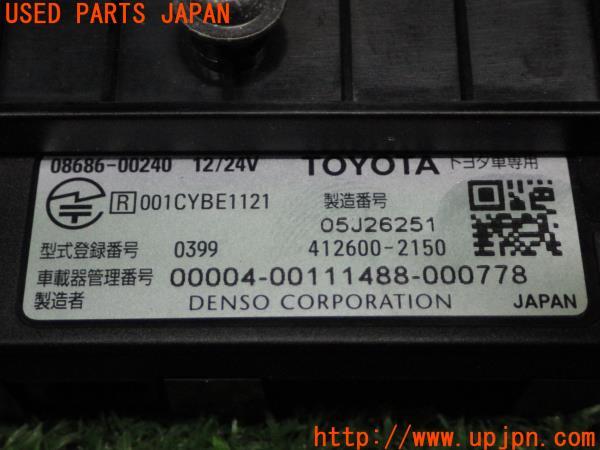 USED PARTS JAPAN
08686-00240 12/24V TOYOTA トヨタ車専用
R 001CYBE1121 製造番号
05J26251
型式登録番号 0399 412600-2150
車載器管理番号 00004-00111488-000778
製造者 DENSO CORPORATION JAPAN
UPJ
http://www.upjpn.com